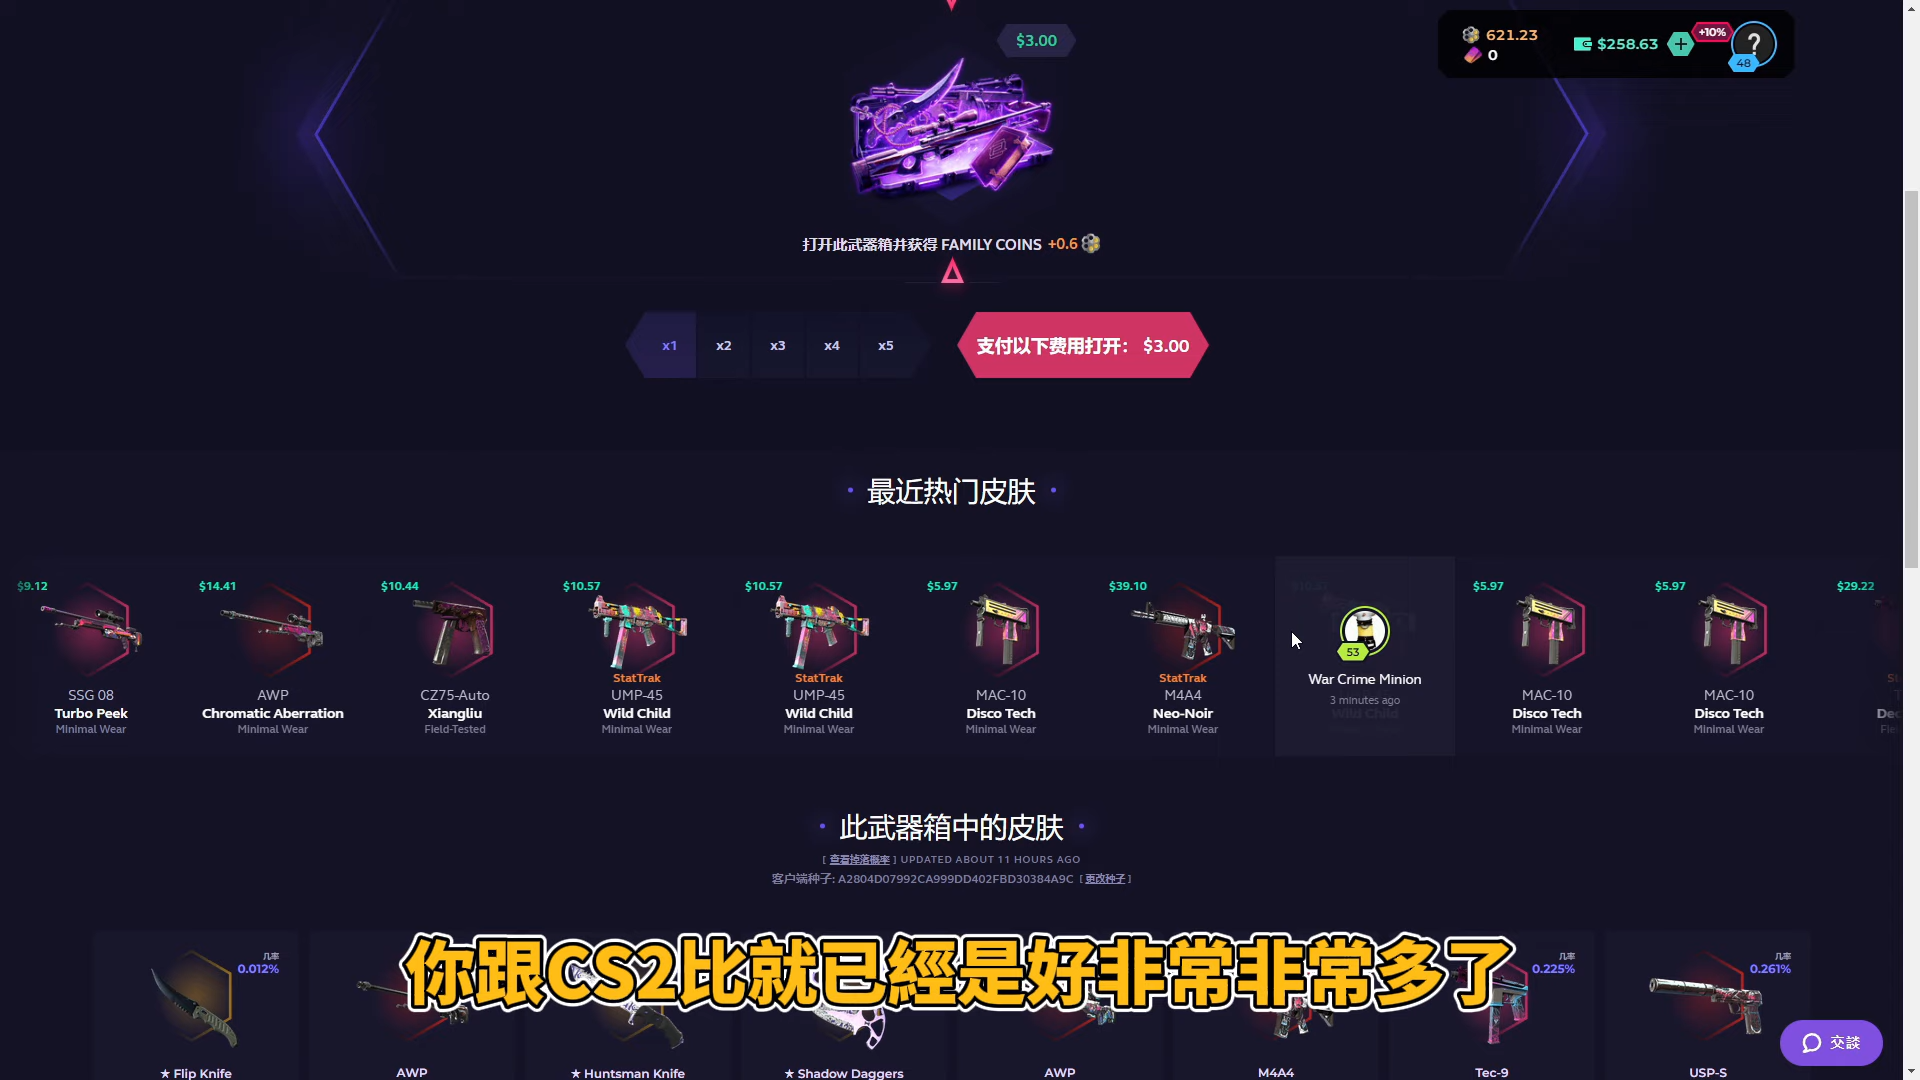 $3.00
621.23
0
$258.63
+10%
?
48
打开此武器箱并获得 FAMILY COINS +0.6
x1
x2
x3
x4
x5
支付以下费用打开： $3.00
最近热门皮肤
$9.12
SSG 08
Turbo Peek
Minimal Wear
$14.41
AWP
Chromatic Aberration
Minimal Wear
$10.44
CZ75-Auto
Xiangliu
Field-Tested
$10.57
StatTrak
UMP-45
Wild Child
Minimal Wear
$10.57
StatTrak
UMP-45
Wild Child
Minimal Wear
$5.97
MAC-10
Disco Tech
Minimal Wear
$39.10
StatTrak
M4A4
Neo-Noir
Minimal Wear
53
War Crime Minion
3 minutes ago
Wild Child
$5.97
MAC-10
Disco Tech
Minimal Wear
$5.97
MAC-10
Disco Tech
Minimal Wear
$29.22
此武器箱中的皮肤
[ 查看掉落概率 ] UPDATED ABOUT 11 HOURS AGO
客户端种子: A2804D07992CA999DD402FBD30384A9C [ 更改种子 ]
几率
0.012%
★ Flip Knife
AWP
★ Huntsman Knife
★ Shadow Daggers
AWP
M4A4
几率
0.225%
Tec-9
几率
0.261%
USP-S
你跟CS2比就已經是好非常非常多了
交談